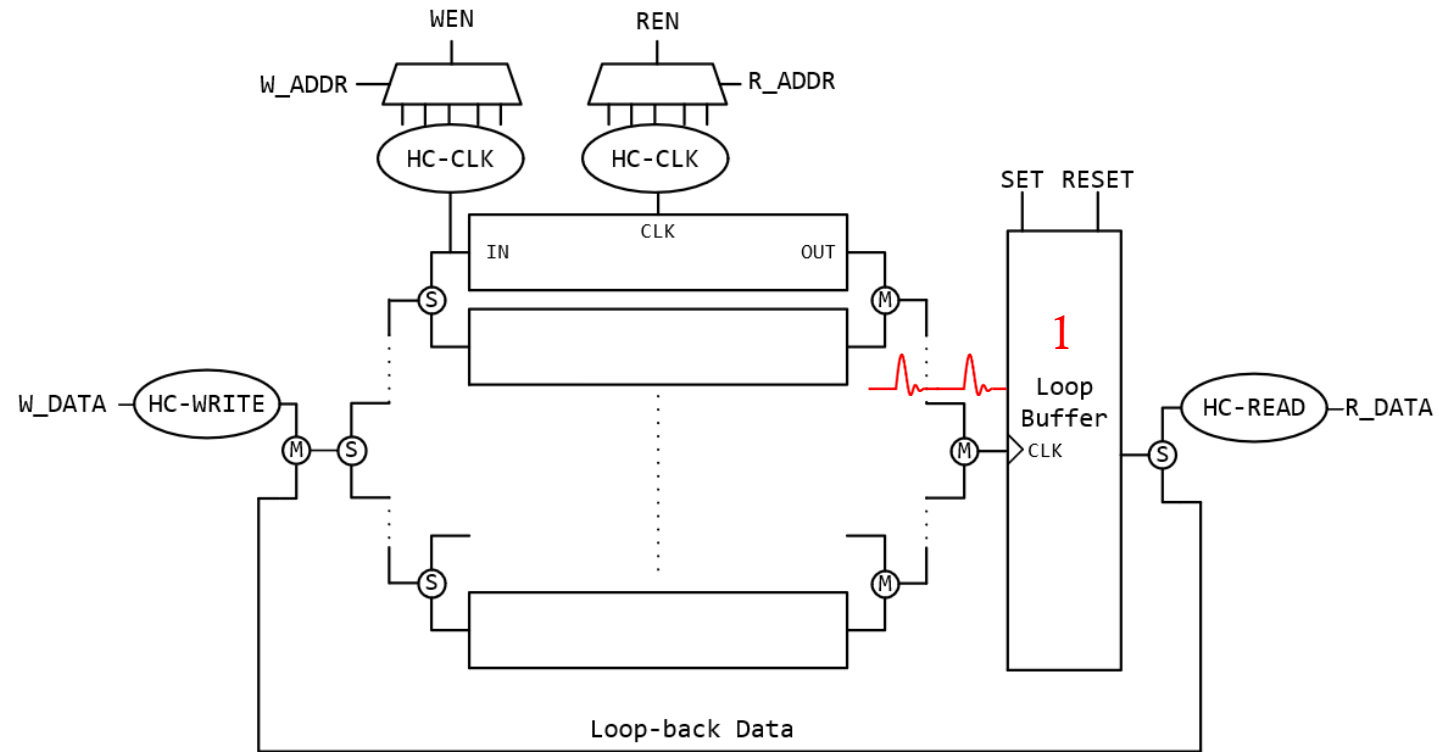 WEN
REN
W_ADDR
R_ADDR
HC-CLK
HC-CLK
SET RESET
CLK
IN
OUT
S
M
1
Loop
Buffer
W_DATA
HC-WRITE
HC-READ
R_DATA
M
S
M
CLK
S
S
M
Loop-back Data